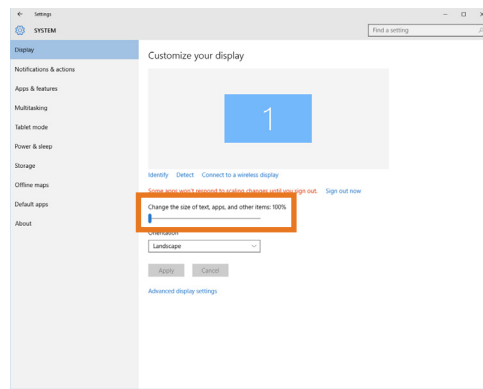 Settings
SYSTEM
Find a setting
Display
Notifications & actions
Apps & features
Multitasking
Tablet mode
Power & sleep
Storage
Offline maps
Default apps
About
Customize your display
1
Identify Detect Connect to a wireless display
Some apps won't respond to scaling changes until you sign out. Sign out now
Change the size of text, apps, and other items: 100%
Orientation
Landscape
Apply Cancel
Advanced display settings